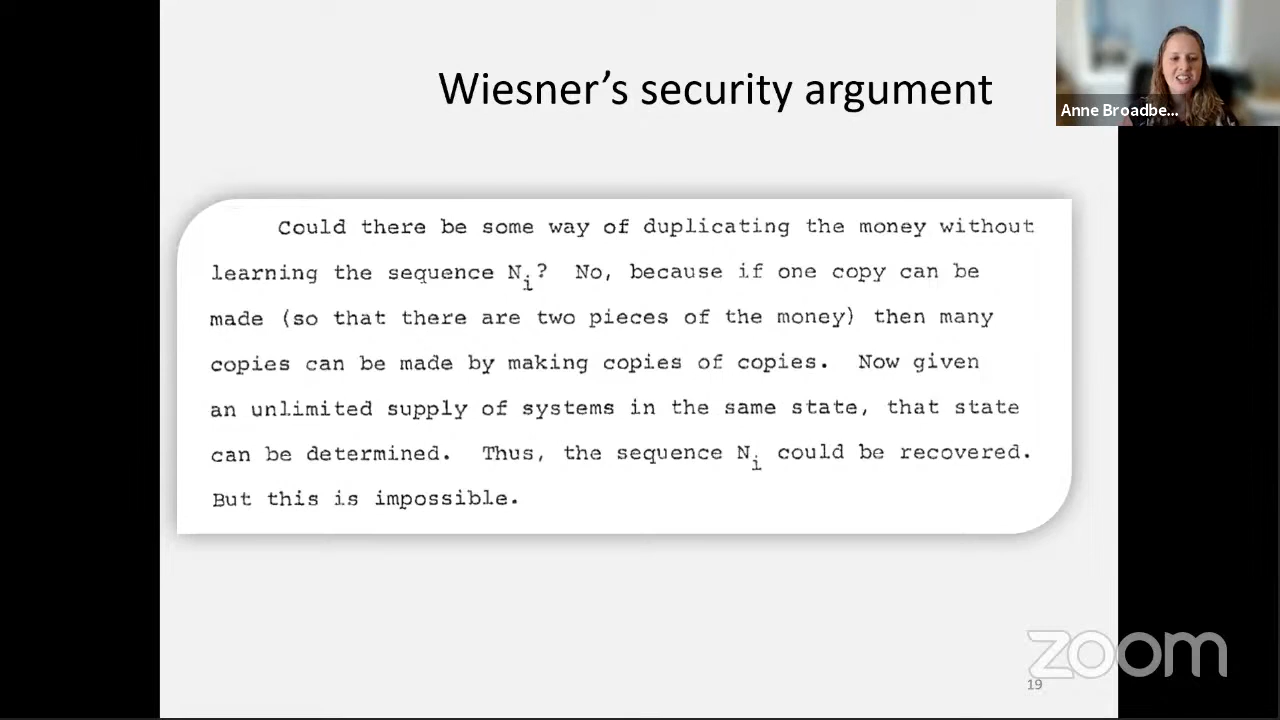 Wiesner's security argument
Anne Broadbe...
Could there be some way of duplicating the money without
learning the sequence Ni? No, because if one copy can be
made (so that there are two pieces of the money) then many
copies can be made by making copies of copies. Now given
an unlimited supply of systems in the same state, that state
can be determined. Thus, the sequence Ni could be recovered.
But this is impossible.
zoom
19